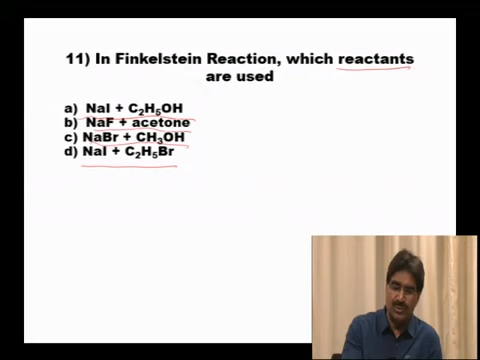 11) In Finkelstein Reaction, which reactants
are used
a) NaI + C₂H₅OH
b) NaF + acetone
c) NaBr + CH₃OH
d) NaI + C₂H₅Br